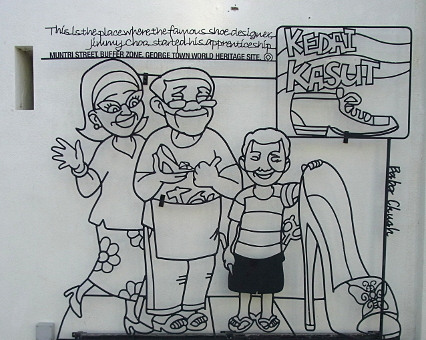 This is the place where the famous shoe designer,
Jimmy Choo, started his apprenticeship
MUNTRI STREET, BUFFER ZONE, GEORGE TOWN WORLD HERITAGE SITE.
KEDAI
KASUT
Baba Chuah